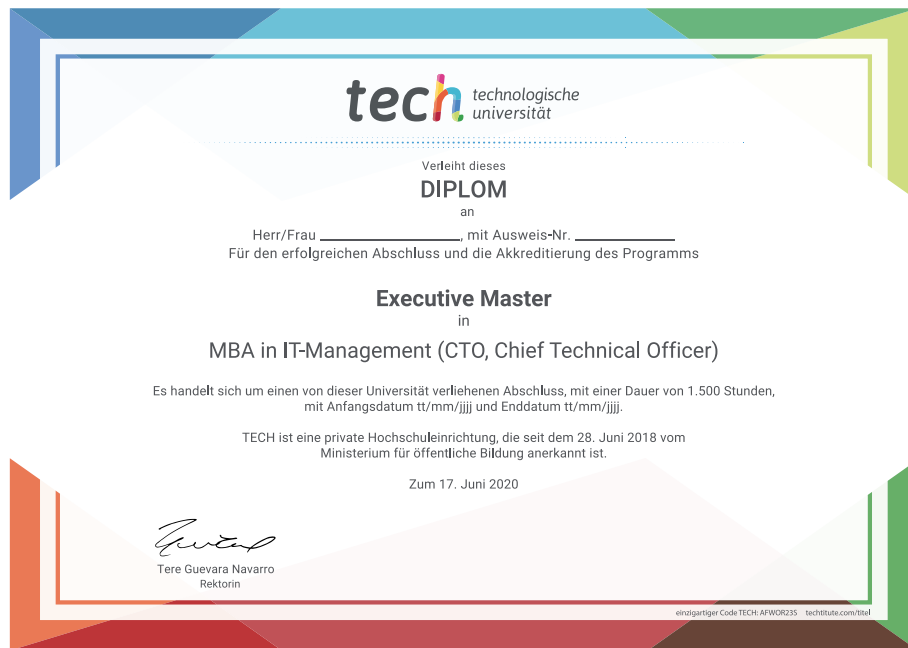 tech technologische
universität
Verleiht dieses
DIPLOM
an
Herr/Frau ____________________, mit Ausweis-Nr. ______________
Für den erfolgreichen Abschluss und die Akkreditierung des Programms
Executive Master
in
MBA in IT-Management (CTO, Chief Technical Officer)
Es handelt sich um einen von dieser Universität verliehenen Abschluss, mit einer Dauer von 1.500 Stunden,
mit Anfangsdatum tt/mm/jjjj und Enddatum tt/mm/jjjj.
TECH ist eine private Hochschuleinrichtung, die seit dem 28. Juni 2018 vom
Ministerium für öffentliche Bildung anerkannt ist.
Zum 17. Juni 2020
Tere Guevara Navarro
Rektorin
einzigartiger Code TECH: AFWOR23S techtitute.com/titel